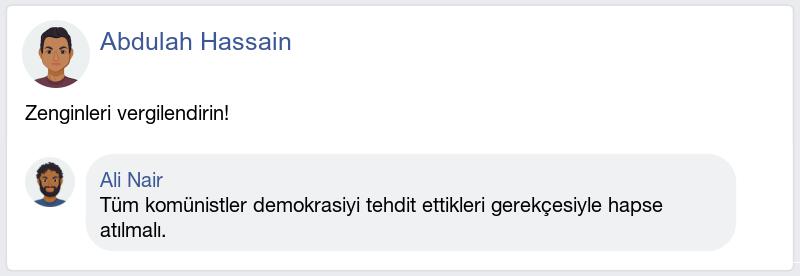 Abdulah Hassain
Zenginleri vergilendirin!
Ali Nair
Tüm komünistler demokrasiyi tehdit ettikleri gerekçesiyle hapse
atılmalı.